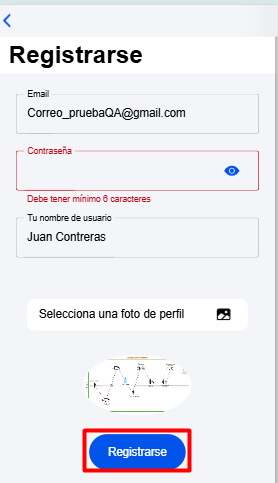 Registrarse
Email
Correo_pruebaQA@gmail.com
Contraseña
Debe tener mínimo 6 caracteres
Tu nombre de usuario
Juan Contreras
Selecciona una foto de perfil
Registrarse